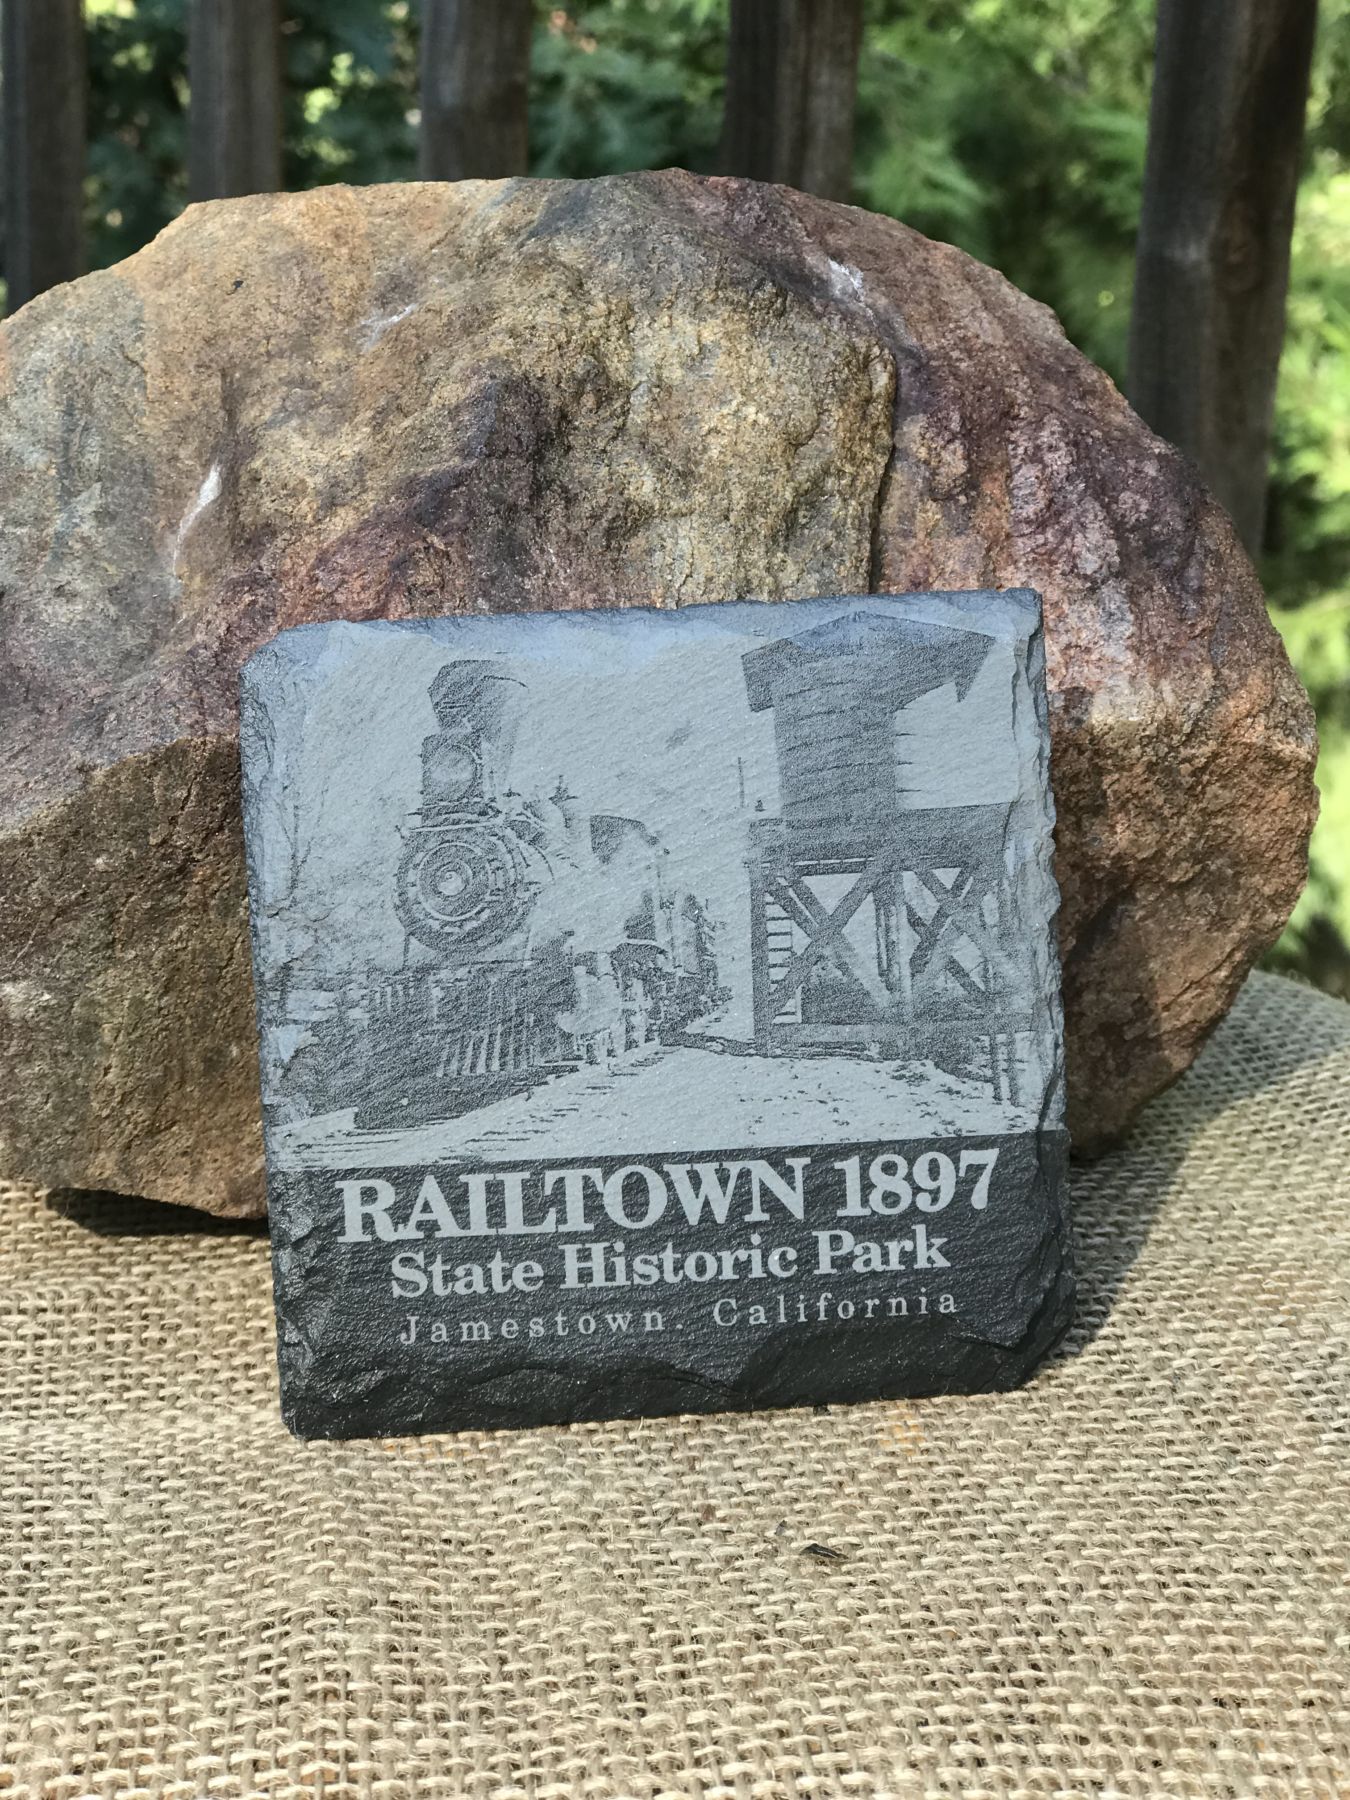 RAILTOWN 1897
State Historic Park
Jamestown. California